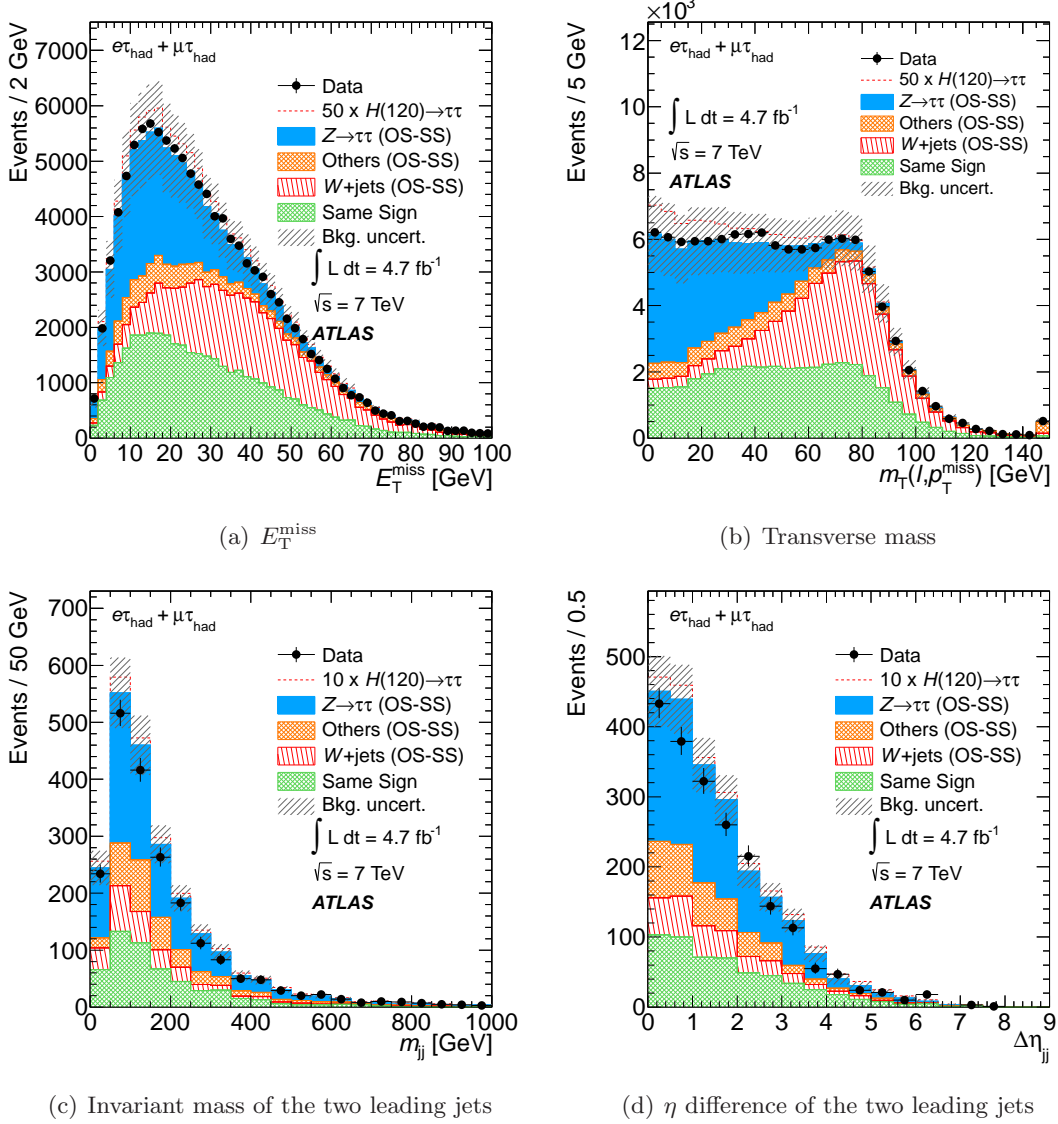 Events / 2 GeV
7000
6000
5000
4000
3000
2000
1000
0
eτhad + μτhad
Data
50 x H(120)→ττ
Z→ττ (OS-SS)
Others (OS-SS)
W+jets (OS-SS)
Same Sign
Bkg. uncert.
∫ L dt = 4.7 fb-1
√s = 7 TeV
ATLAS
0 10 20 30 40 50 60 70 80 90 100
ETmiss [GeV]
(a) ETmiss
×10³
Events / 5 GeV
12
10
8
6
4
2
0
eτhad + μτhad
Data
50 x H(120)→ττ
Z→ττ (OS-SS)
Others (OS-SS)
W+jets (OS-SS)
Same Sign
Bkg. uncert.
∫ L dt = 4.7 fb-1
√s = 7 TeV
ATLAS
0 20 40 60 80 100 120 140
mT(l,pTmiss) [GeV]
(b) Transverse mass
Events / 50 GeV
700
600
500
400
300
200
100
0
eτhad + μτhad
Data
10 x H(120)→ττ
Z→ττ (OS-SS)
Others (OS-SS)
W+jets (OS-SS)
Same Sign
Bkg. uncert.
∫ L dt = 4.7 fb-1
√s = 7 TeV
ATLAS
0 200 400 600 800 1000
mjj [GeV]
(c) Invariant mass of the two leading jets
Events / 0.5
500
400
300
200
100
0
eτhad + μτhad
Data
10 x H(120)→ττ
Z→ττ (OS-SS)
Others (OS-SS)
W+jets (OS-SS)
Same Sign
Bkg. uncert.
∫ L dt = 4.7 fb-1
√s = 7 TeV
ATLAS
0 1 2 3 4 5 6 7 8 9
Δηjj
(d) η difference of the two leading jets